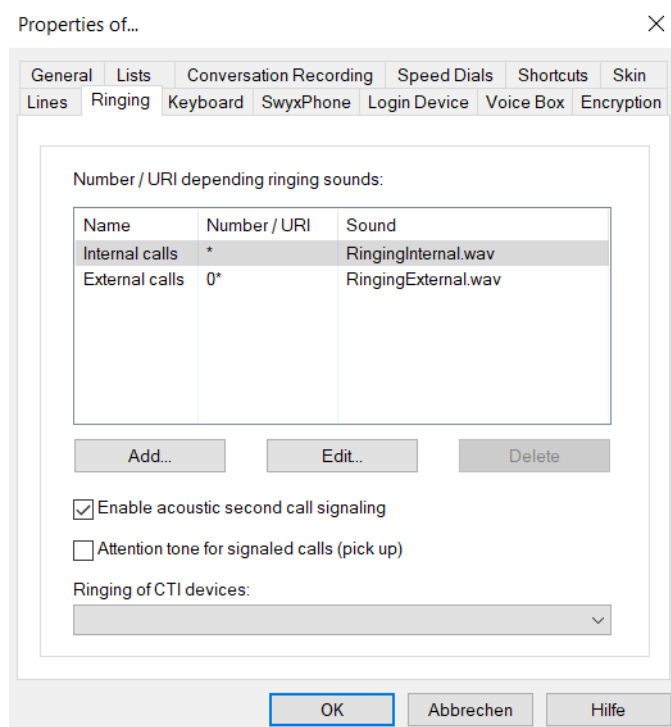 Properties of...
General Lists Conversation Recording Speed Dials Shortcuts Skin
Lines Ringing Keyboard SwyxPhone Login Device Voice Box Encryption
Number / URI depending ringing sounds:
Name Number / URI Sound
Internal calls * RingingInternal.wav
External calls 0* RingingExternal.wav
Add... Edit... Delete
Enable acoustic second call signaling
Attention tone for signaled calls (pick up)
Ringing of CTI devices:
OK Abbrechen Hilfe